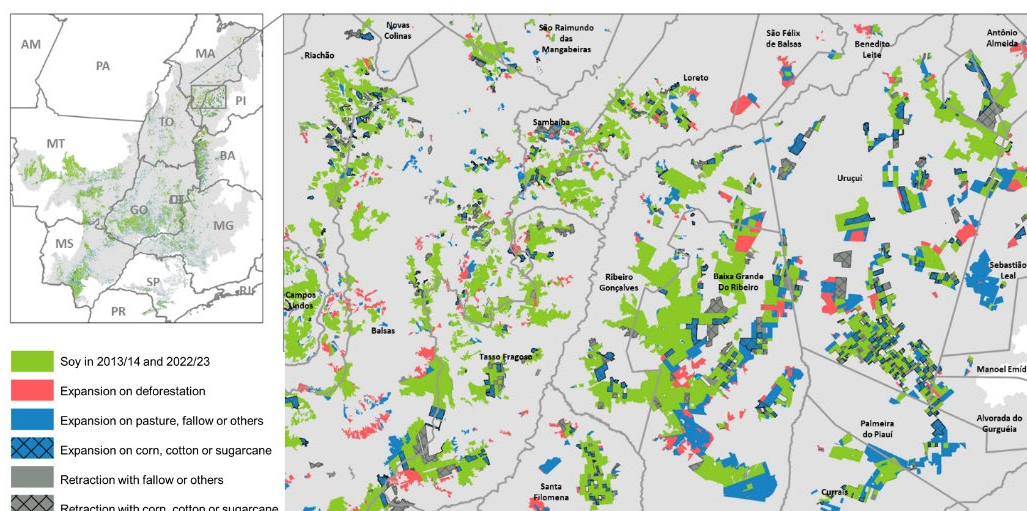 AM
PA
MA
PI
TO
MT
BA
GO
DF
MG
MS
SP
RJ
PR
Soy in 2013/14 and 2022/23
Expansion on deforestation
Expansion on pasture, fallow or others
Expansion on corn, cotton or sugarcane
Retraction with fallow or others
Retraction with corn, cotton or sugarcane
Novas
Colinas
São Raimundo
das
Mangabeiras
São Félix
de Balsas
Benedito
Leite
Antônio
Almeida
Riachão
Loreto
Sambaíba
Uruçuí
Sebastião
Leal
Ribeiro
Gonçalves
Baixa Grande
Do Ribeiro
Campos
Lindos
Balsas
Tasso Fragoso
Manoel Emíd
Palmeira
do Piauí
Alvorada do
Gurguéia
Santa
Filomena
Currais